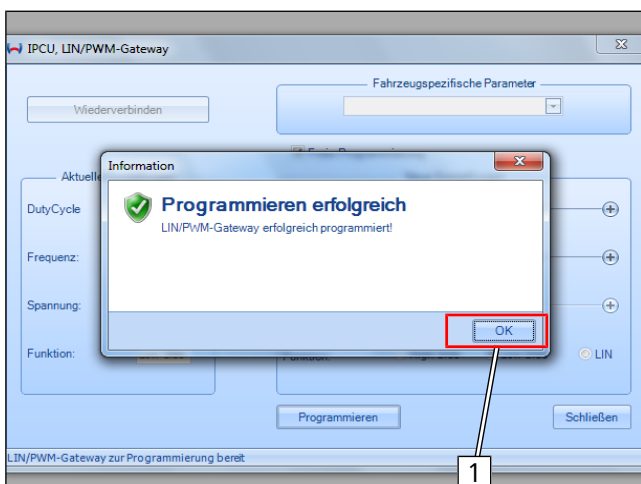 IPCU, LIN/PWM-Gateway
Fahrzeugspezifische Parameter
Wiederverbinden
Information
Programmieren erfolgreich
LIN/PWM-Gateway erfolgreich programmiert!
DutyCycle
Frequenz:
Spannung:
OK
Funktion:
LIN
Programmieren
Schließen
LIN/PWM-Gateway zur Programmierung bereit
1